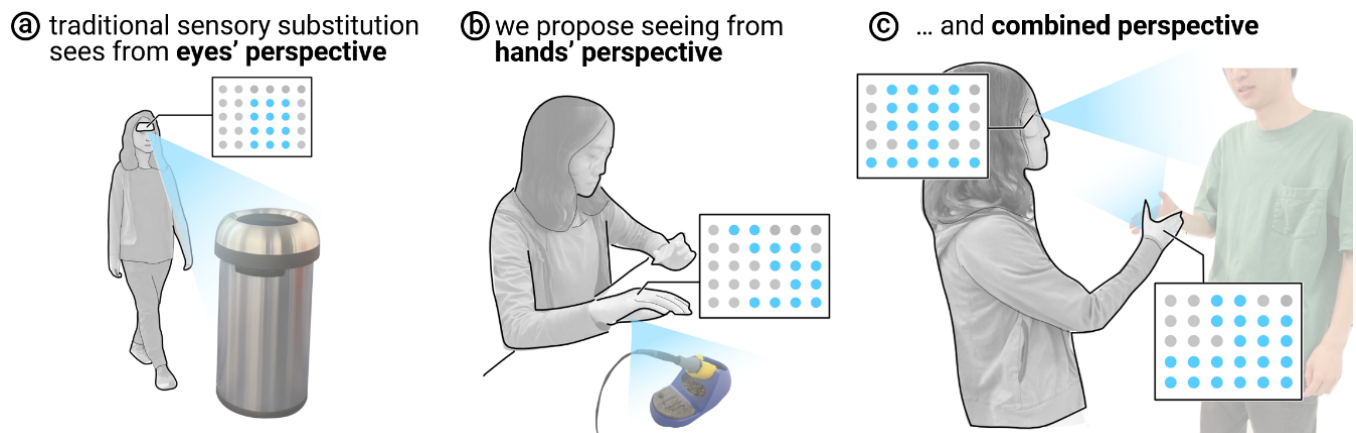 ⓐ traditional sensory substitution
sees from eyes’ perspective
ⓑ we propose seeing from
hands’ perspective
ⓒ ... and combined perspective